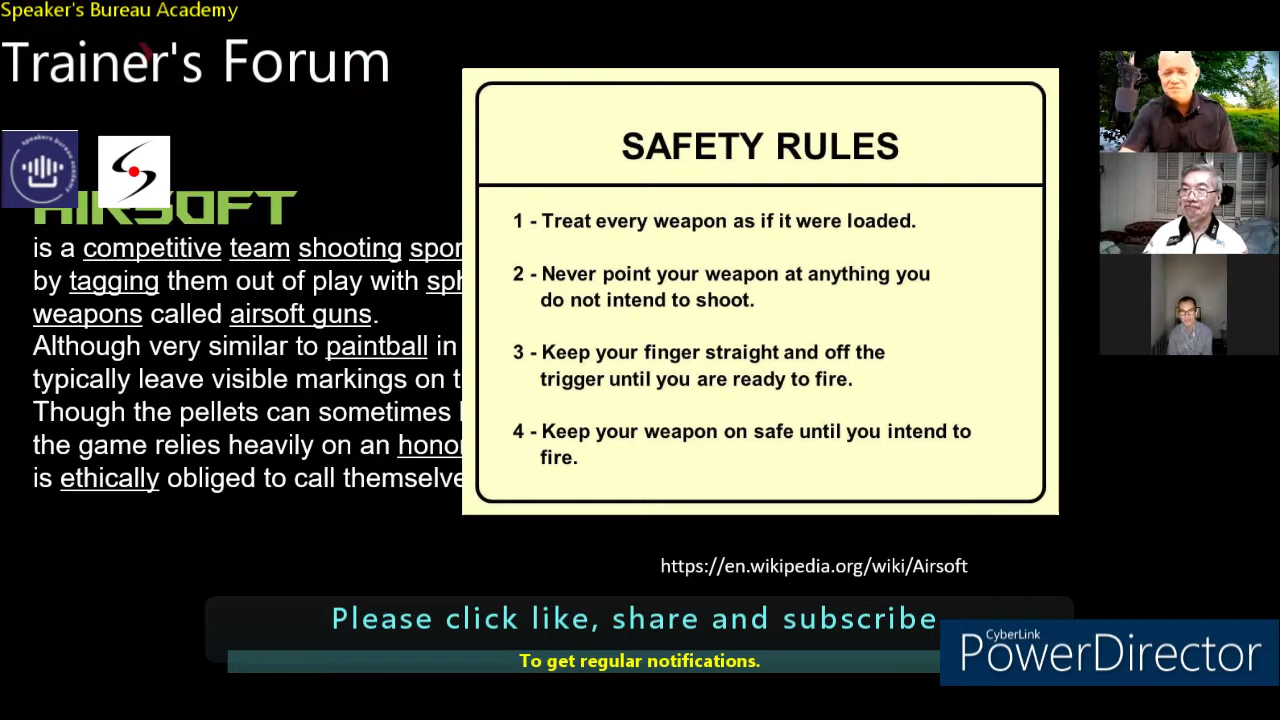 Speaker's Bureau Academy
Trainer's Forum
AIRSOFT
is a competitive team shooting spor
by tagging them out of play with sph
weapons called airsoft guns.
Although very similar to paintball in
typically leave visible markings on t
Though the pellets can sometimes
the game relies heavily on an honor
is ethically obliged to call themselve
SAFETY RULES
1 - Treat every weapon as if it were loaded.
2 - Never point your weapon at anything you
do not intend to shoot.
3 - Keep your finger straight and off the
trigger until you are ready to fire.
4 - Keep your weapon on safe until you intend to
fire.
https://en.wikipedia.org/wiki/Airsoft
Please click like, share and subscribe
To get regular notifications.
CyberLink
PowerDirector